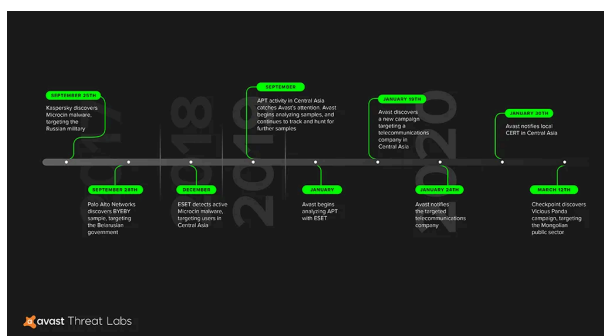 SEPTEMBER 25TH
Kaspersky discovers
Microcin malware,
targeting the
Russian military
SEPTEMBER
APT activity in Central Asia
catches Avast's attention. Avast
begins analyzing samples, and
continues to track and hunt for
further samples
JANUARY
Avast discovers
a new campaign
targeting a
telecommunications
company in
Central Asia
JANUARY
Avast notifies local
CERT in Central Asia
2017
2018
2019
2020
SEPTEMBER
Palo Alto Networks
discovers BYEBY
sample, targeting
the Belarusian
government
DECEMBER
ESET detects active
Microcin malware,
targeting users in
Central Asia
JANUARY
Avast begins
analyzing APT
with ESET
JANUARY 24TH
Avast notifies
the targeted
telecommunications
company
MARCH 12TH
Checkpoint discovers
Vicious Panda
campaign, targeting
the Mongolian
public sector
avast Threat Labs